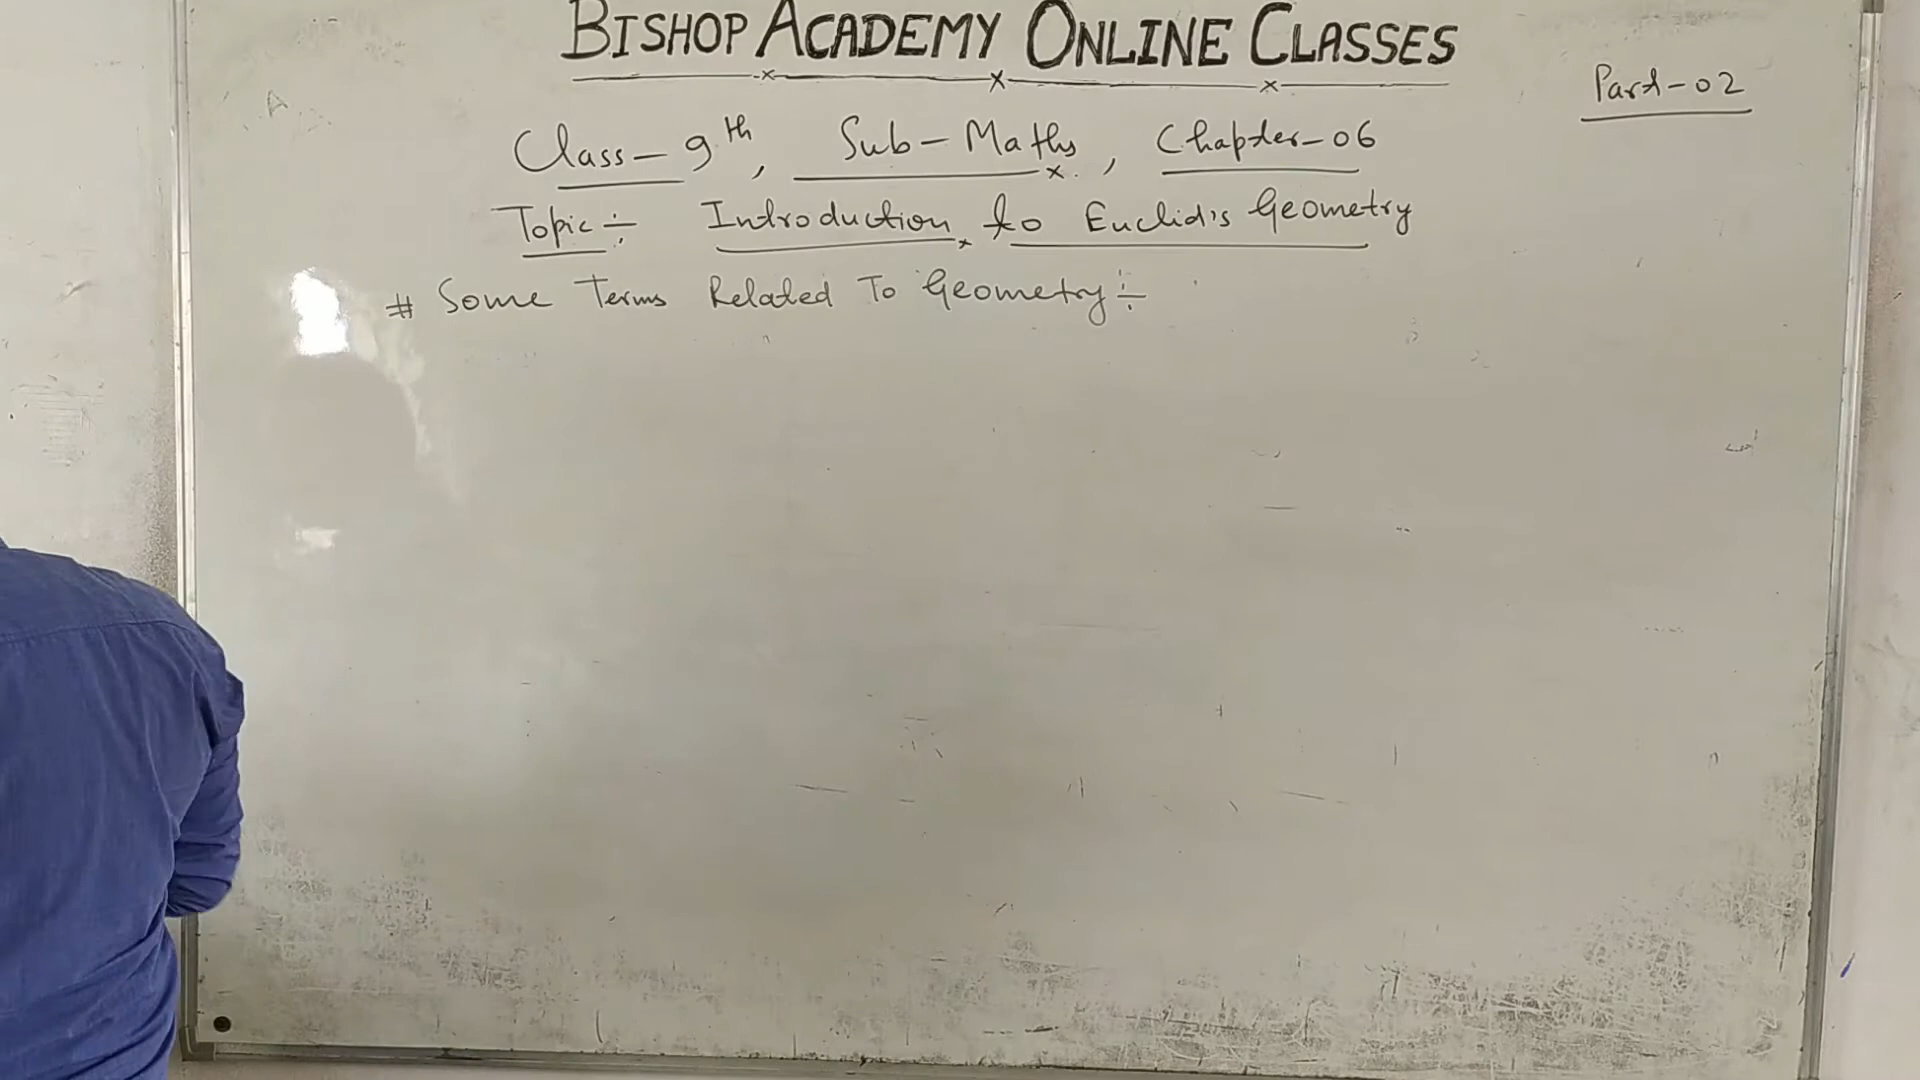 BISHOP ACADEMY ONLINE CLASSES
Part-02
Class-9th, Sub-Maths, Chapter-06
Topic:- Introduction to Euclid's Geometry
# Some Terms Related To Geometry:-